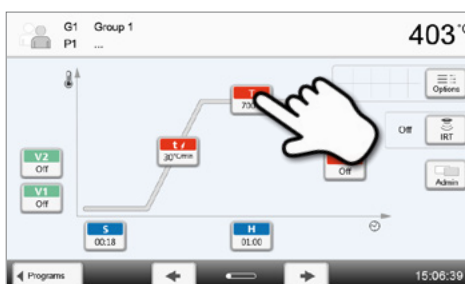 G1 Group 1
P1 ...
403
Options
Off
IRT
Admin
t
30°C/min
Off
V2
Off
V1
Off
S
00:18
H
01:00
Programs
15:06:39